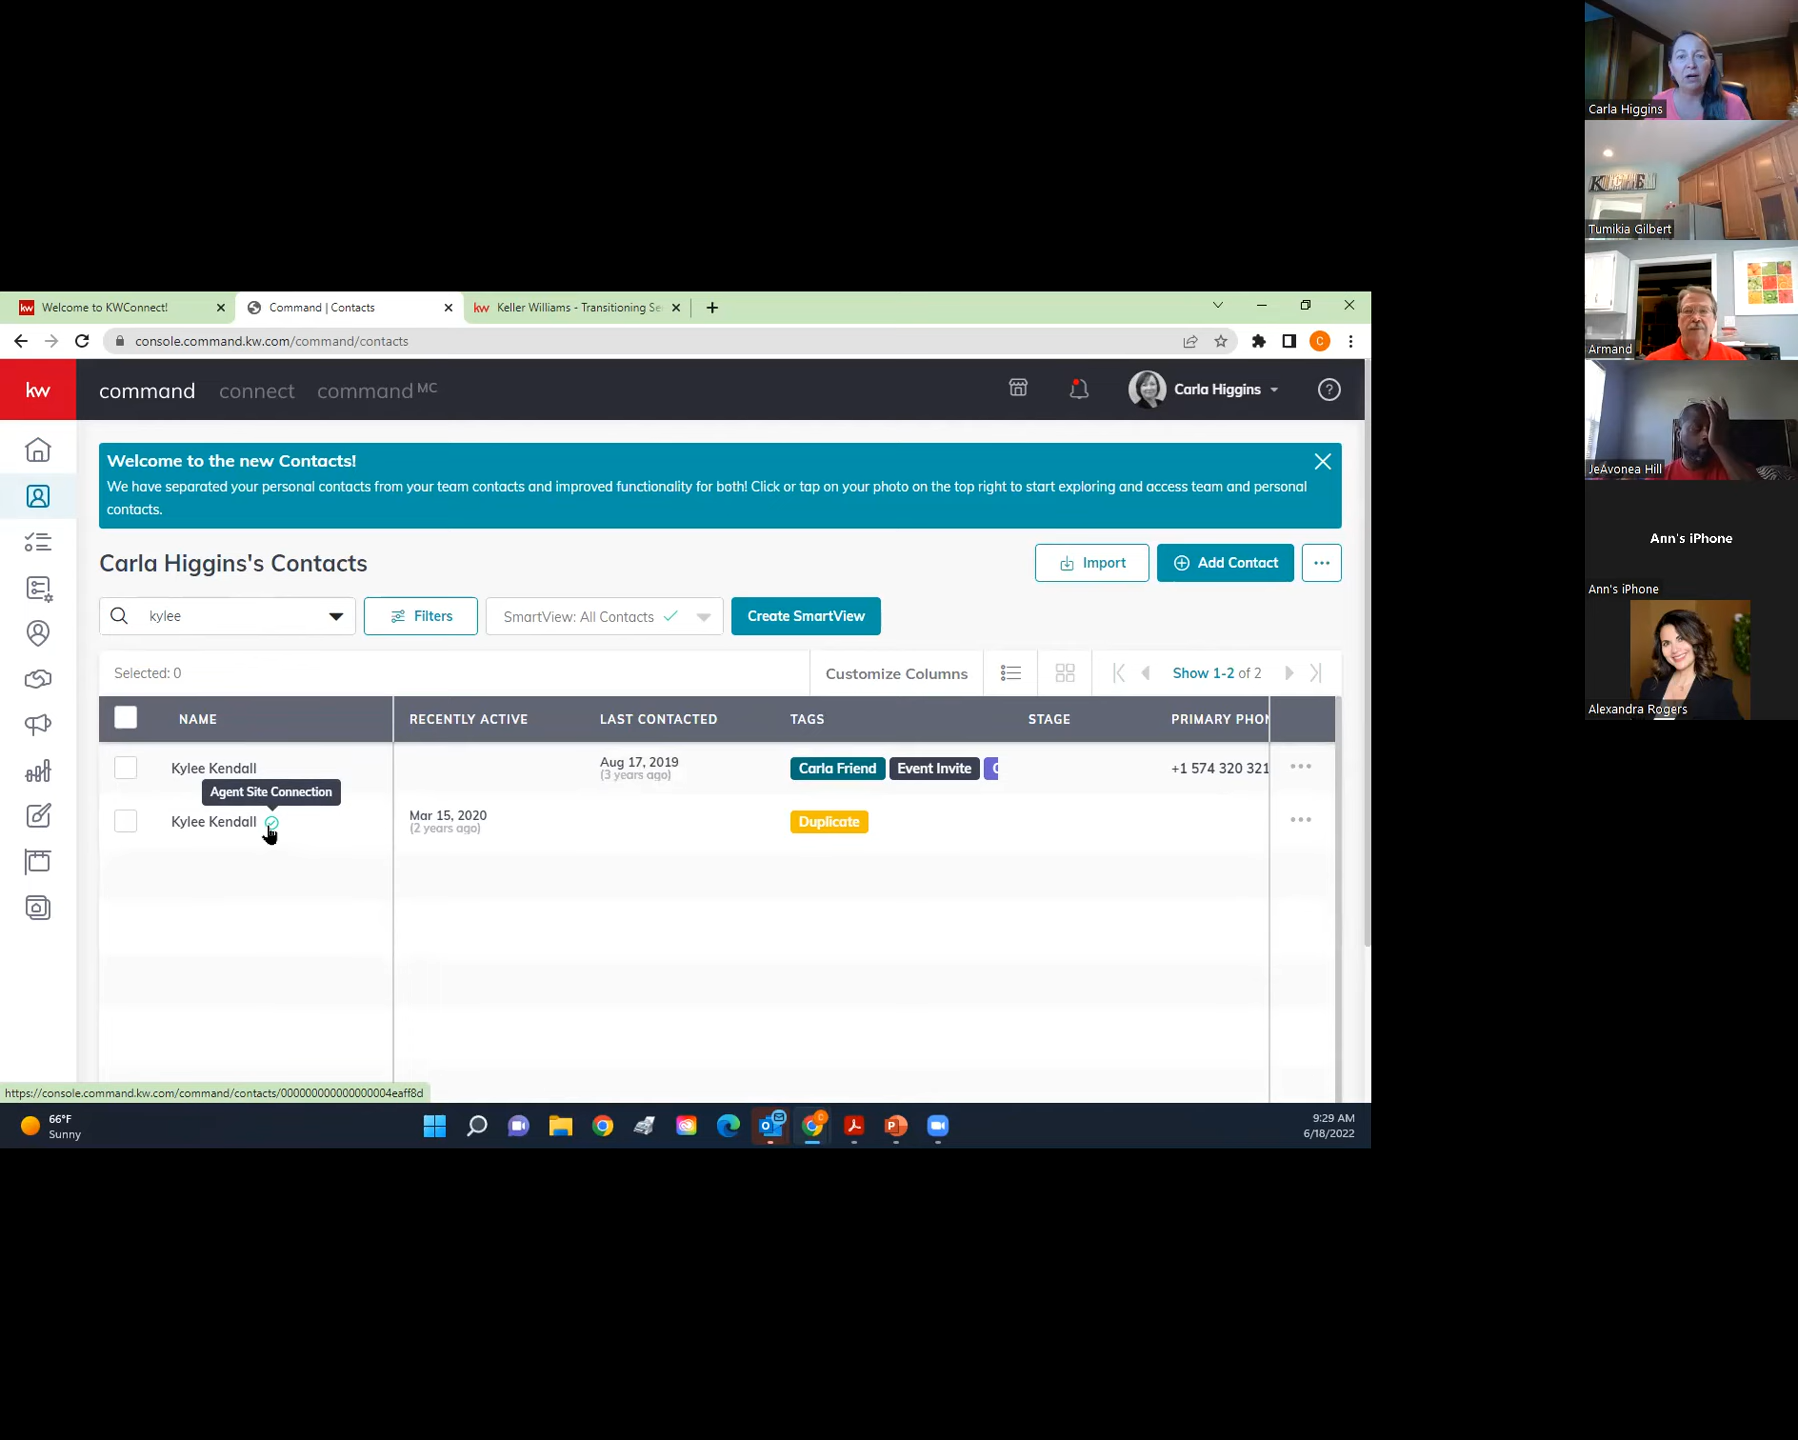 Welcome to KWConnect!
Command | Contacts
Keller Williams - Transitioning Se
console.command.kw.com/command/contacts
C
kw
command
connect
command MC
Carla Higgins
Welcome to the new Contacts!
We have separated your personal contacts from your team contacts and improved functionality for both! Click or tap on your photo on the top right to start exploring and access team and personal
contacts.
Carla Higgins's Contacts
Import
Add Contact
kylee
Filters
SmartView: All Contacts
Create SmartView
Selected: 0
Customize Columns
Show 1-2 of 2
NAME
RECENTLY ACTIVE
LAST CONTACTED
TAGS
STAGE
PRIMARY PHON
Kylee Kendall
Aug 17, 2019
(3 years ago)
Carla Friend
Event Invite
+1 574 320 321
Agent Site Connection
Kylee Kendall
Mar 15, 2020
(2 years ago)
Duplicate
https://console.command.kw.com/command/contacts/000000000000000004eaff8d
66°F
Sunny
9:29 AM
6/18/2022
Carla Higgins
KITCHEN
Tumikia Gilbert
Armand
JeAvonea Hill
Ann's iPhone
Ann's iPhone
Alexandra Rogers